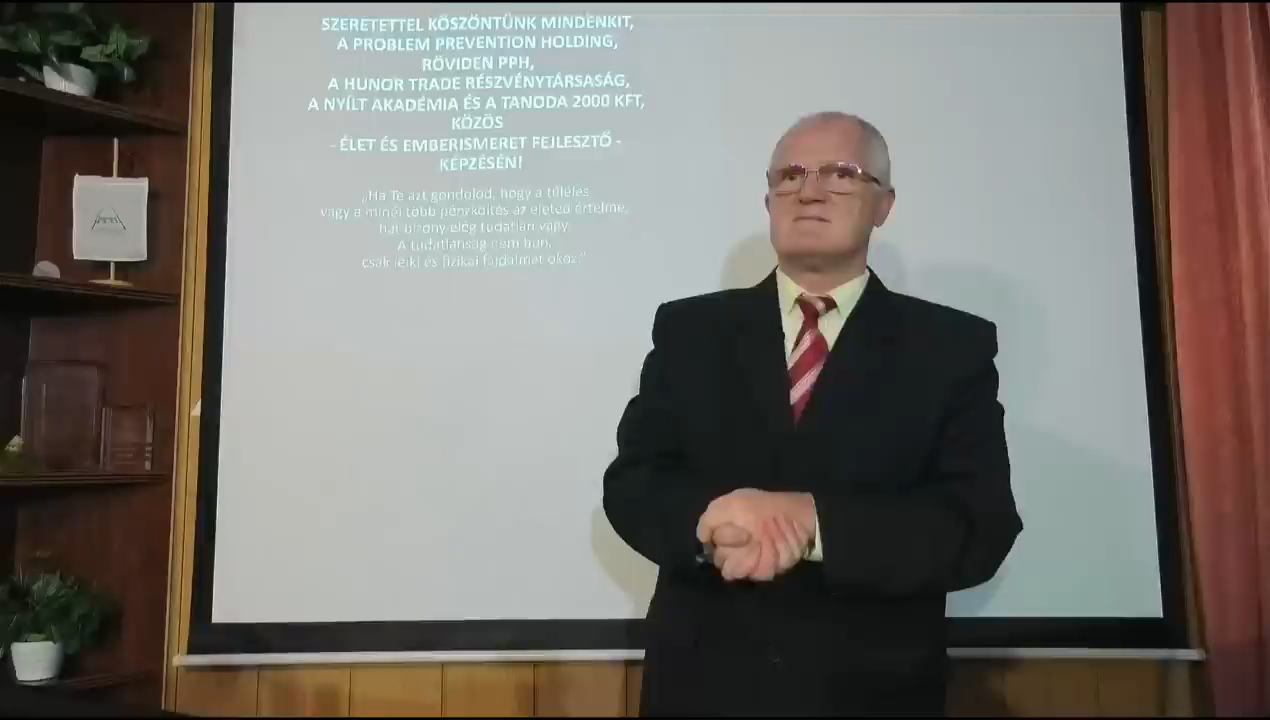 SZERETETTEL KÖSZÖNTÜNK MINDENKIT,
A PROBLEM PREVENTION HOLDING,
RÖVIDEN PPH,
A HUNOR TRADE RÉSZVÉNYTÁRSASÁG,
A NYÍLT AKADÉMIA ÉS A TANODA 2000 KFT,
KÖZÖS
- ÉLET ÉS EMBERISMERET FEJLESZTŐ -
KÉPZÉSÉN!
„Ha Te azt gondolod, hogy a túlélés
vagy a minél több pénzköltés az életed értelme,
hát bizony elég tudatlan vagy.
A tudatlanság nem bűn,
csak lelki és fizikai fájdalmat okoz.”